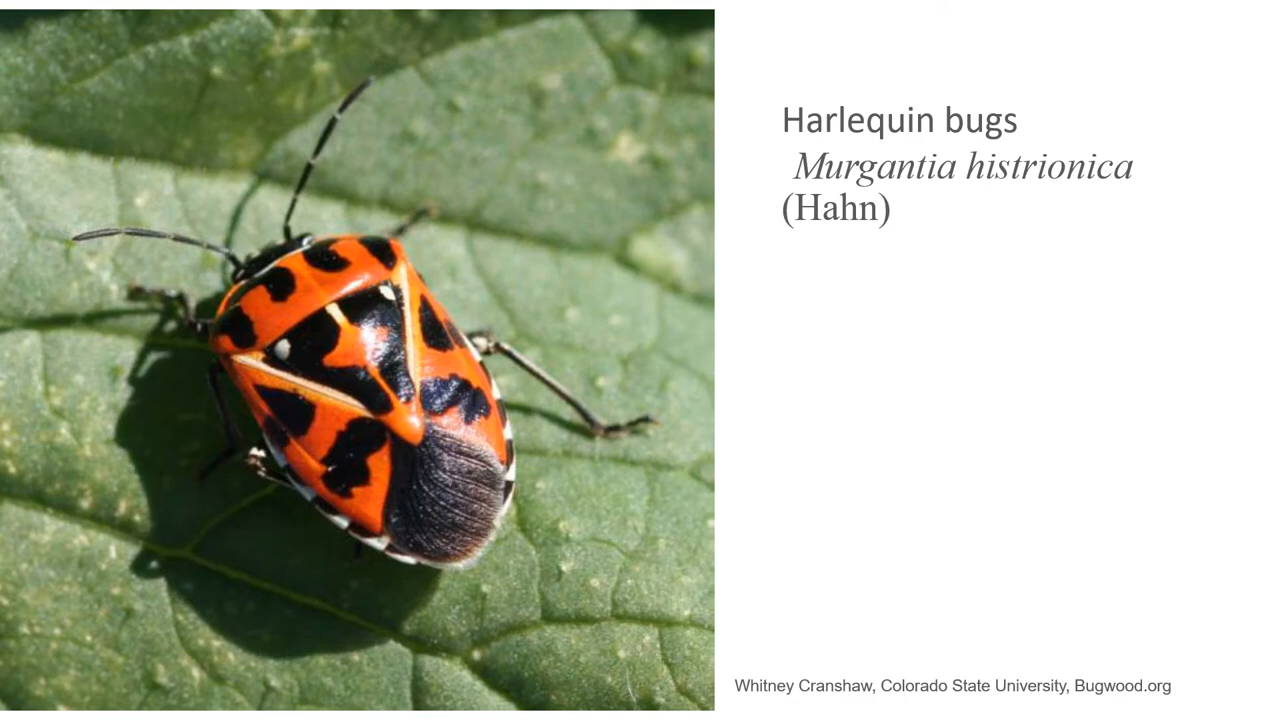 Harlequin bugs
Murgantia histrionica
(Hahn)
Whitney Cranshaw, Colorado State University, Bugwood.org